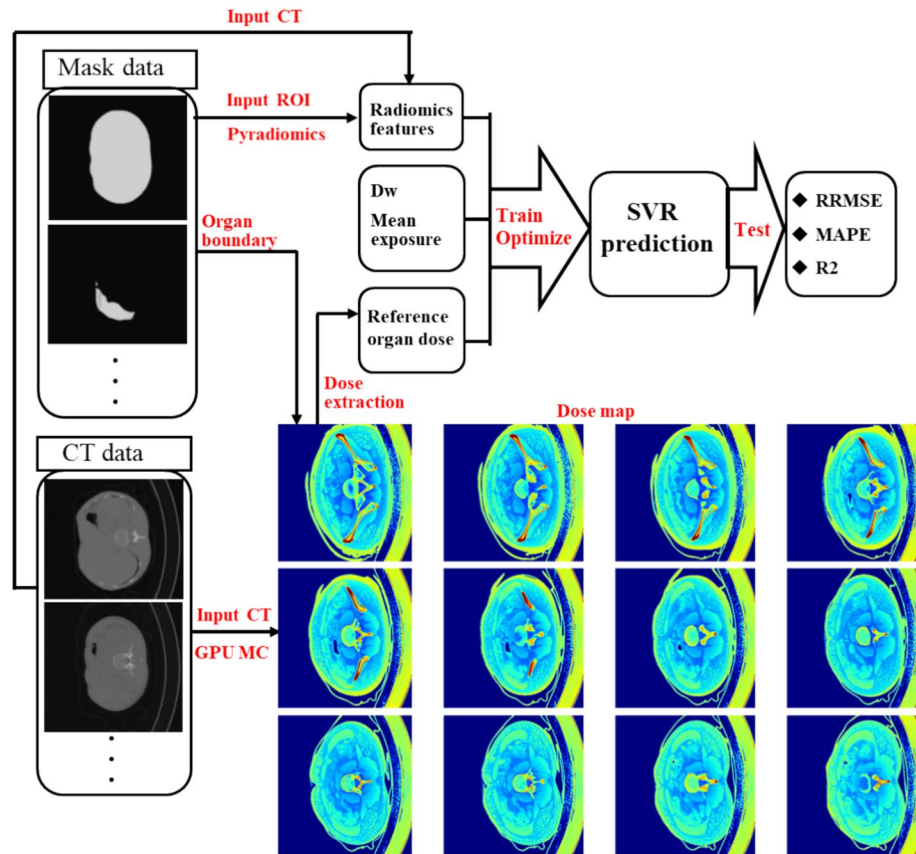 Input CT
Mask data
Input ROI
Pyradiomics
Radiomics
features
Dw
Mean
exposure
Organ
boundary
Train
Optimize
SVR
prediction
Test
◆ RRMSE
◆ MAPE
◆ R2
Reference
organ dose
Dose
extraction
Dose map
CT data
Input CT
GPU MC